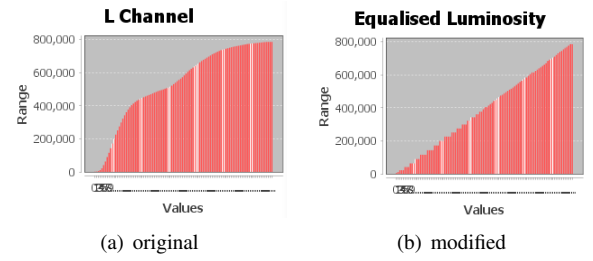 L Channel
800,000
600,000
400,000
200,000
0
Range
Values
(a) original
Equalised Luminosity
800,000
600,000
400,000
200,000
0
Range
Values
(b) modified